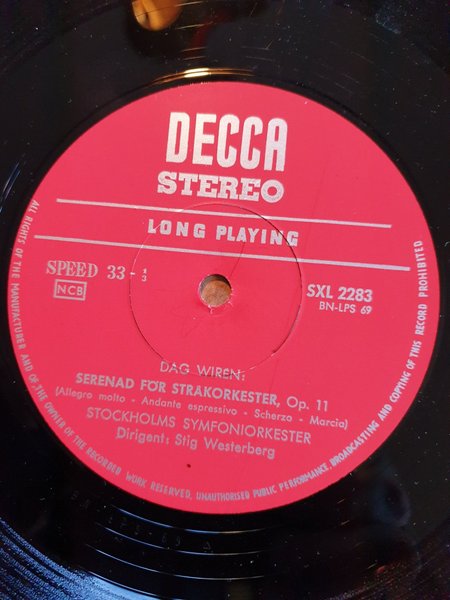 DECCA
STEREO
LONG PLAYING
SPEED 33-1/3
NCB
SXL 2283
BN-LPS 69
DAG WIREN:
SERENAD FÖR STRAKORKESTER, Op. 11
(Allegro molto - Andante espressivo - Scherzo - Marcia)
STOCKHOLMS SYMFONIORKESTER
Dirigent: Stig Westerberg
ALL RIGHTS OF THE MANUFACTURER AND OF THE OWNER OF THE RECORDED WORK RESERVED. UNAUTHORISED PUBLIC PERFORMANCE, BROADCASTING AND COPYING OF THIS RECORD PROHIBITED